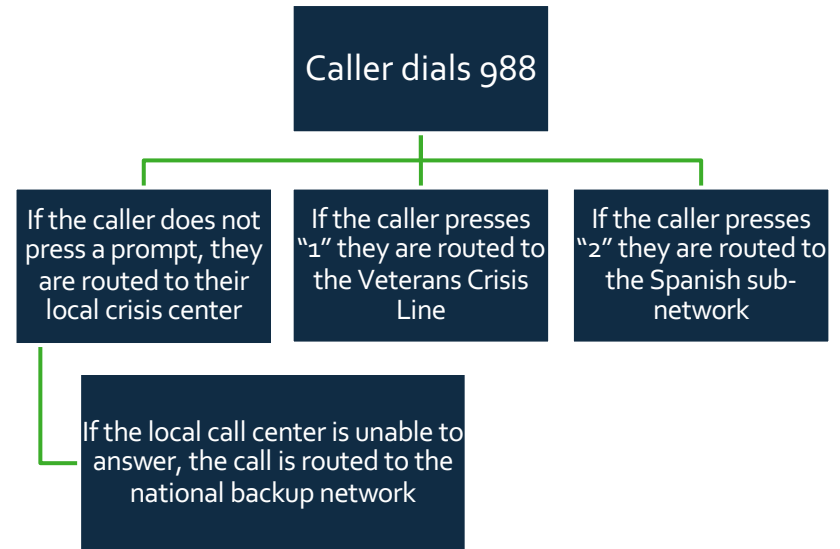 Caller dials 988
If the caller does not
press a prompt, they
are routed to their
local crisis center
If the caller presses
“1” they are routed to
the Veterans Crisis
Line
If the caller presses
“2” they are routed to
the Spanish sub-
network
If the local call center is unable to
answer, the call is routed to the
national backup network